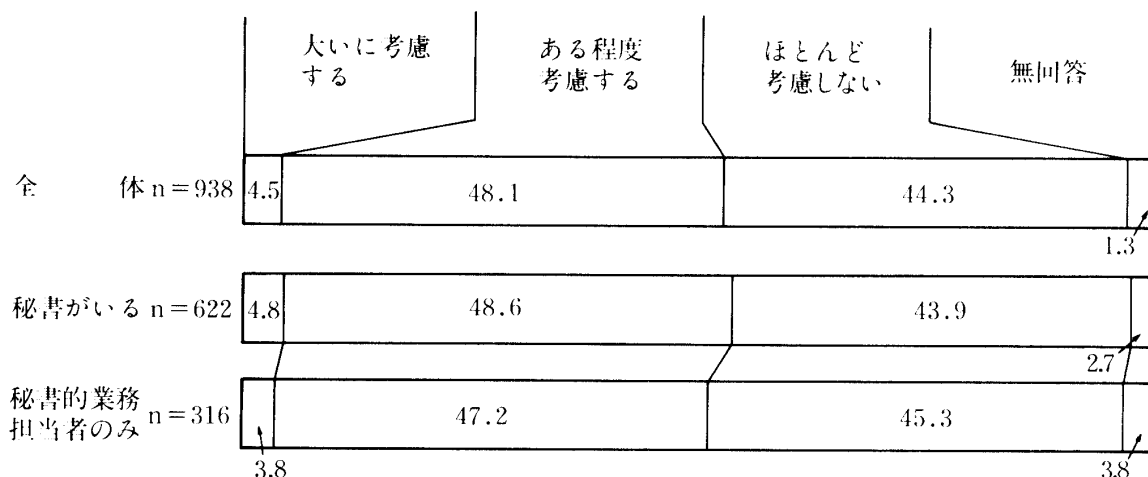 大いに考慮
する
ある程度
考慮する
ほとんど
考慮しない
無回答
全 体 n=938 4.5 48.1 44.3
1.3
秘書がいる n=622 4.8 48.6 43.9
2.7
秘書的業務
担当者のみ n=316 47.2 45.3
3.8 3.8